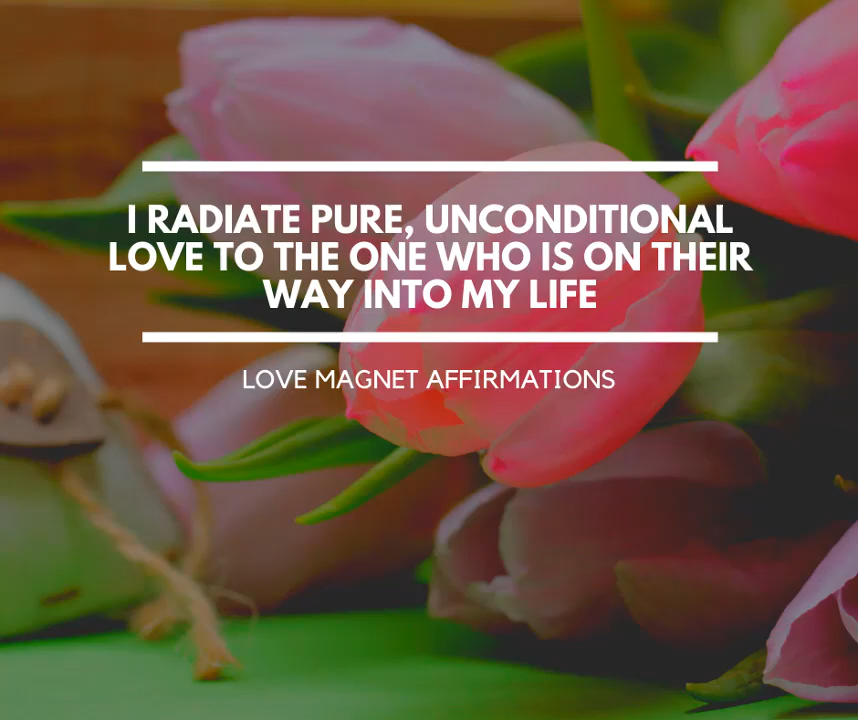 I RADIATE PURE, UNCONDITIONAL
LOVE TO THE ONE WHO IS ON THEIR
WAY INTO MY LIFE
LOVE MAGNET AFFIRMATIONS